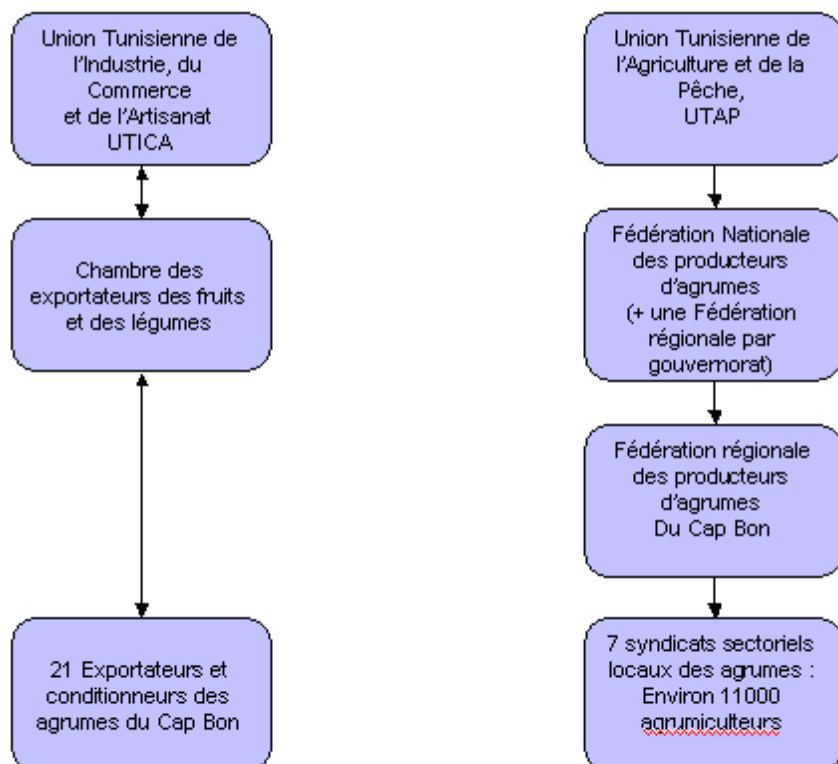 Union Tunisienne de
l'Industrie, du
Commerce
et de l'Artisanat
UTICA
Chambre des
exportateurs des fruits
et des légumes
21 Exportateurs et
conditionneurs des
agrumes du Cap Bon
Union Tunisienne de
l'Agriculture et de la
Pêche,
UTAP
Fédération Nationale
des producteurs
d'agrumes
(+ une Fédération
régionale par
gouvernorat)
Fédération régionale
des producteurs
d'agrumes
Du Cap Bon
7 syndicats sectoriels
locaux des agrumes :
Environ 11000
agrumiculteurs